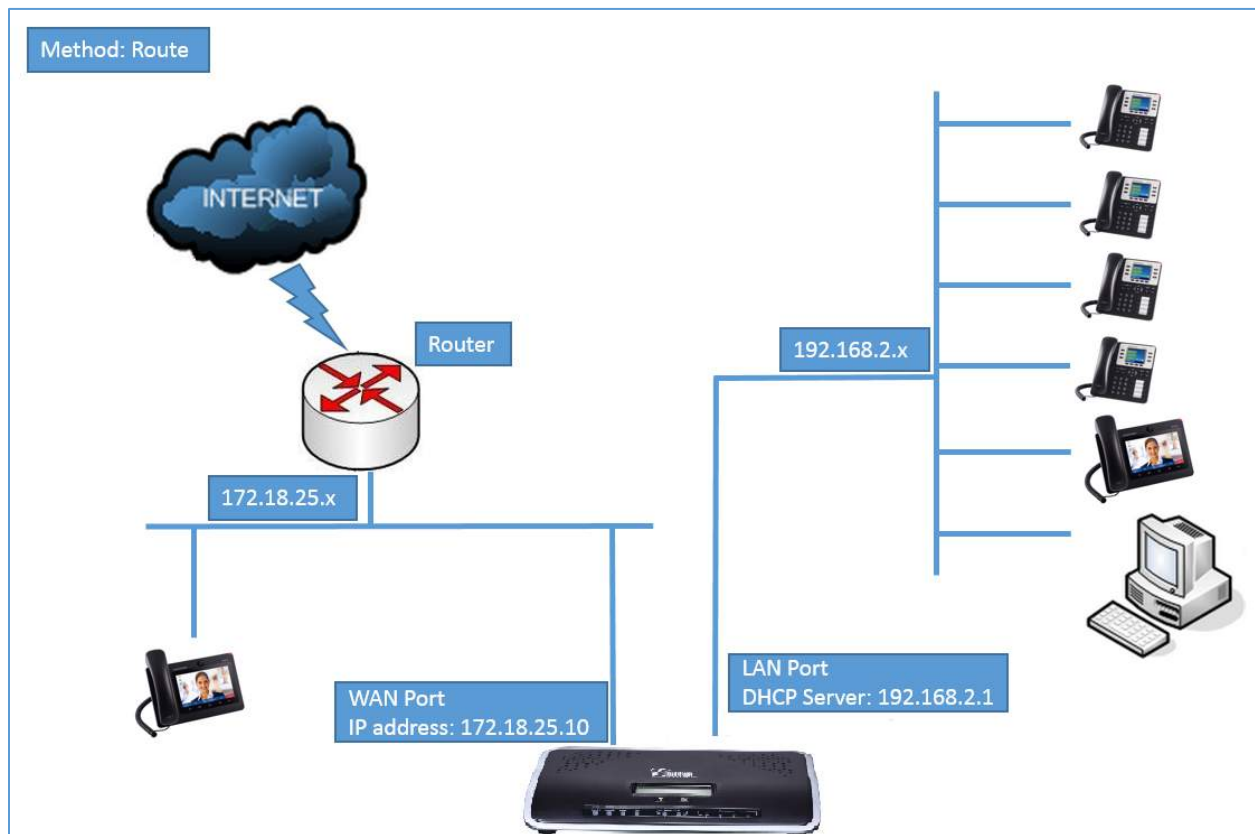 Method: Route
INTERNET
Router
192.168.2.x
172.18.25.x
LAN Port
DHCP Server: 192.168.2.1
WAN Port
IP address: 172.18.25.10